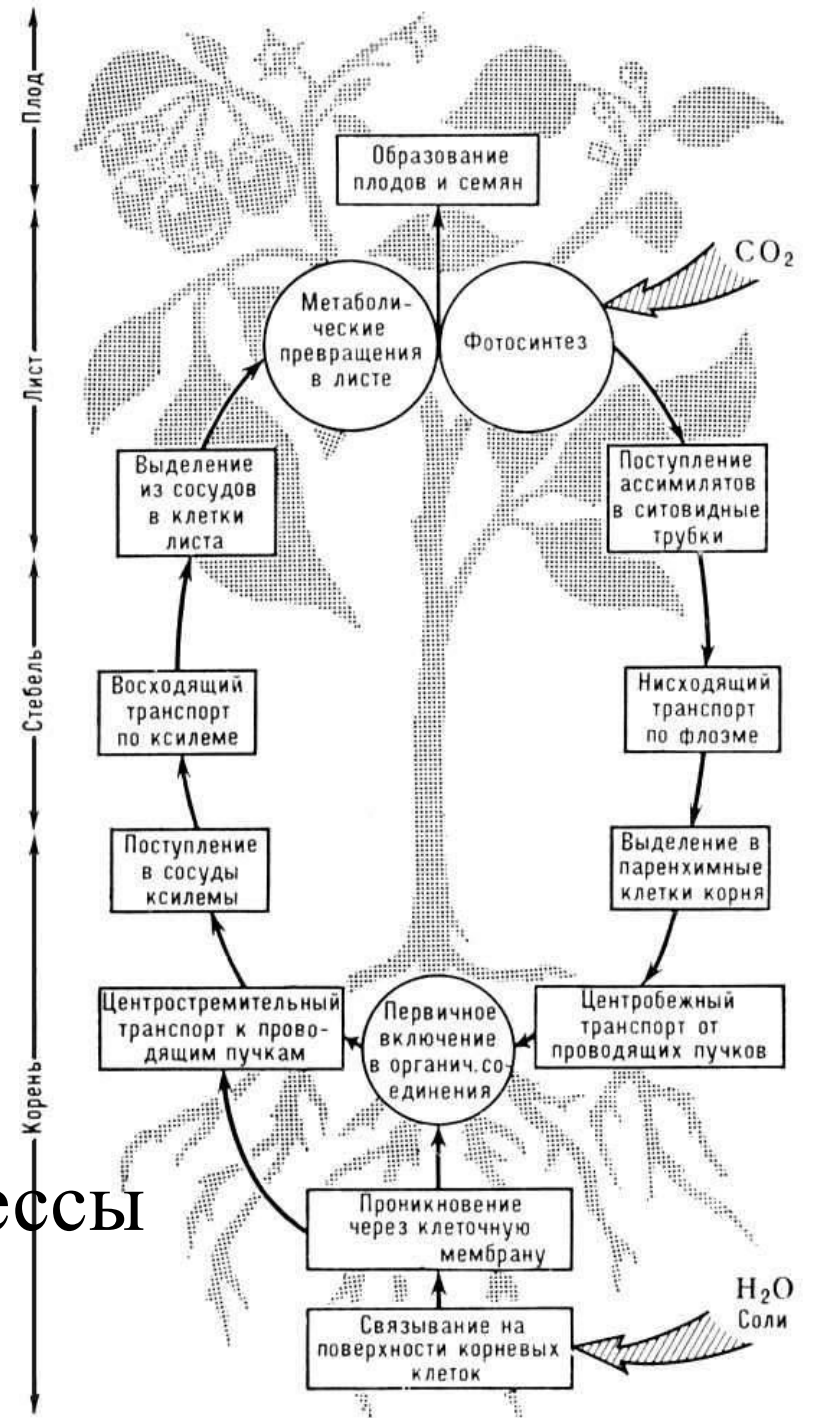 Плод
Образование
плодов и семян
CO₂
Лист
Метаболи-
ческие
превращения
в листе
Фотосинтез
Выделение
из сосудов
в клетки
листа
Поступление
ассимилятов
в ситовидные
трубки
Стебель
Восходящий
транспорт
по ксилеме
Нисходящий
транспорт
по флоэме
Корень
Поступление
в сосуды
ксилемы
Выделение в
паренхимные
клетки корня
Центростремительный
транспорт к прово-
дящим пучкам
Первичное
включение
в органич. со-
единения
Центробежный
транспорт от
проводящих пучков
ессы
Проникновение
через клеточную
мембрану
H₂O
Соли
Связывание на
поверхности корневых
клеток